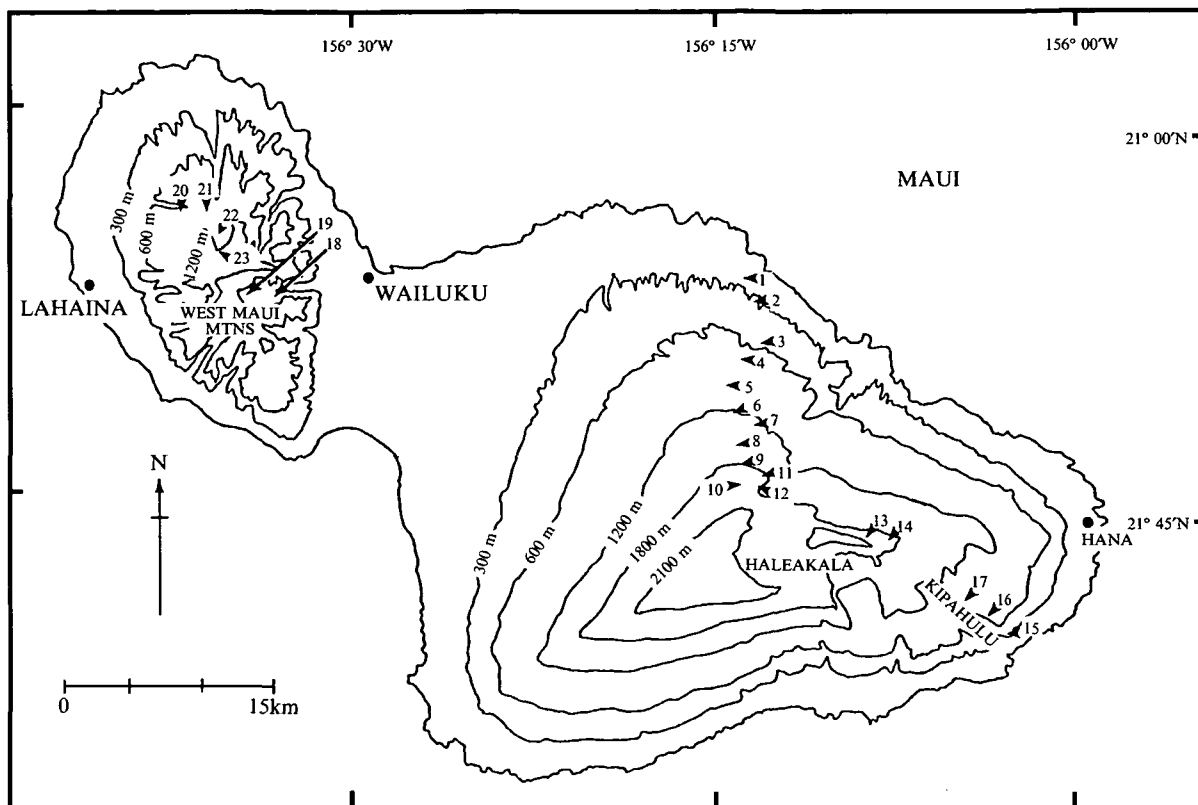 156° 30'W
156° 15'W
156° 00'W
21° 00'N
MAUI
300 m
600 m
1200 m
20
21
22
23
19
18
LAHAINA
WEST MAUI
MTNS
WAILUKU
1
2
3
4
5
6
7
8
9
10
11
12
13
14
21° 45'N
HANA
300 m
600 m
1200 m
1800 m
2100 m
HALEAKALA
KIPAHULU
17
16
15
N
0
15km